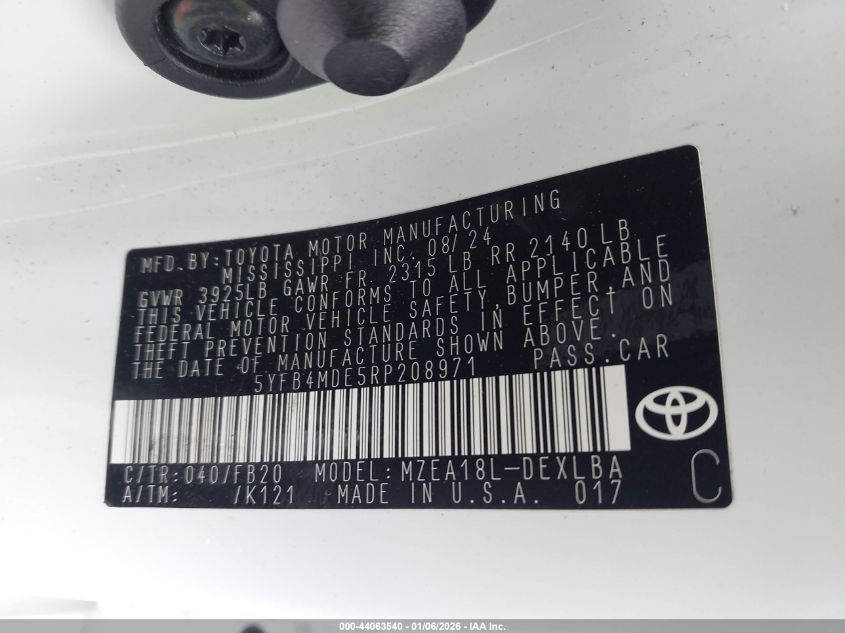 MFD.BY:TOYOTA MOTOR MANUFACTURING
MISSISSIPPI INC. 08/24
GVWR 3925LB GAWR FR. 2315 LB RR 2140 LB
THIS VEHICLE CONFORMS TO ALL APPLICABLE
FEDERAL MOTOR VEHICLE SAFETY,BUMPER,AND
THEFT PREVENTION STANDARDS IN EFFECT ON
THE DATE OF MANUFACTURE SHOWN ABOVE.
5YFB4MDE5RP208971 PASS.CAR
C/TR:040/FB20 MODEL:MZEA18L-DEXLBA
A/TM: /K121 MADE IN U.S.A. 017
C
000-44063540 - 01/06/2026 - IAA Inc.